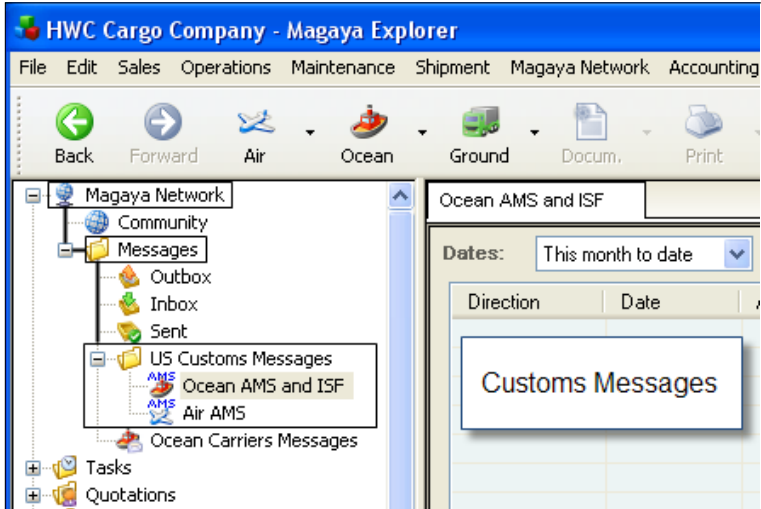 HWC Cargo Company - Magaya Explorer
File Edit Sales Operations Maintenance Shipment Magaya Network Accounting
Back Forward Air Ocean Ground Docum. Print
Magaya Network
Community
Messages
Outbox
Inbox
Sent
US Customs Messages
AMS Ocean AMS and ISF
AMS Air AMS
Ocean Carriers Messages
Tasks
Quotations
Ocean AMS and ISF
Dates: This month to date
Direction Date
Customs Messages